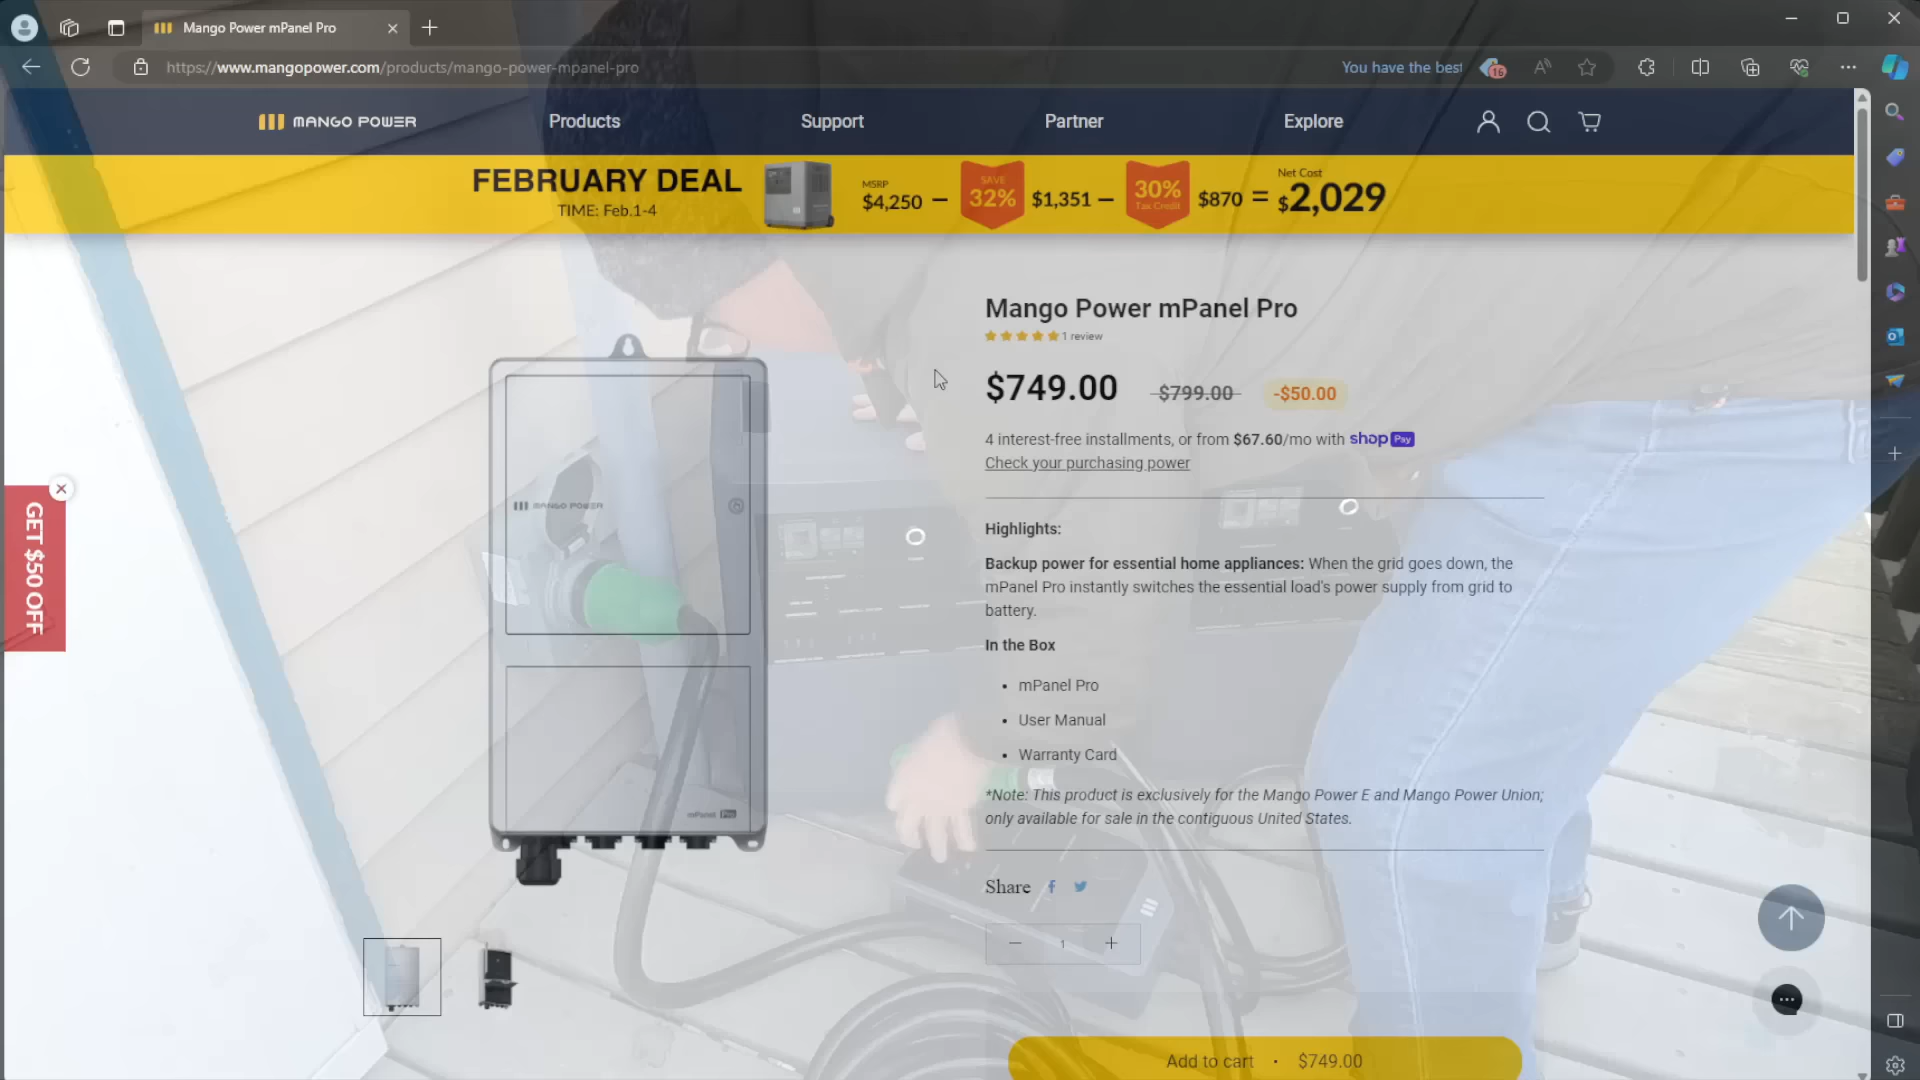 Mango Power mPanel Pro
https://www.mangopower.com/products/mango-power-mpanel-pro
You have the best
16
MANGO POWER
Products
Support
Partner
Explore
FEBRUARY DEAL
TIME: Feb.1-4
MSRP
$4,250 −
SAVE
32%
$1,351 −
30%
Tax Credit
$870 =
Net Cost
$2,029
Mango Power mPanel Pro
1 review
$749.00 $799.00 -$50.00
4 interest-free installments, or from $67.60/mo with shop Pay
Check your purchasing power
GET $50 OFF
MANGO POWER
mPanel Pro
Highlights:
Backup power for essential home appliances: When the grid goes down, the
mPanel Pro instantly switches the essential load's power supply from grid to
battery.
In the Box
• mPanel Pro
• User Manual
• Warranty Card
*Note: This product is exclusively for the Mango Power E and Mango Power Union;
only available for sale in the contiguous United States.
Share
− 1 +
Add to cart · $749.00